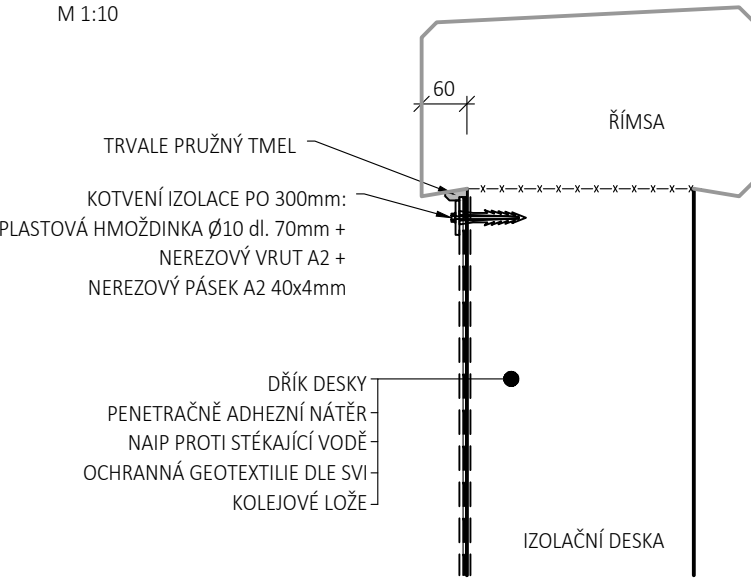 M 1:10
60
ŘÍMSA
TRVALE PRUŽNÝ TMEL
KOTVENÍ IZOLACE PO 300mm:
PLASTOVÁ HMOŽDINKA Ø10 dl. 70mm +
NEREZOVÝ VRUT A2 +
NEREZOVÝ PÁSEK A2 40x4mm
DŘÍK DESKY
PENETRAČNĚ ADHEZNÍ NÁTĚR
NAIP PROTI STÉKAJÍCÍ VODĚ
OCHRANNÁ GEOTEXTILIE DLE SVI
KOLEJOVÉ LOŽE
IZOLAČNÍ DESKA